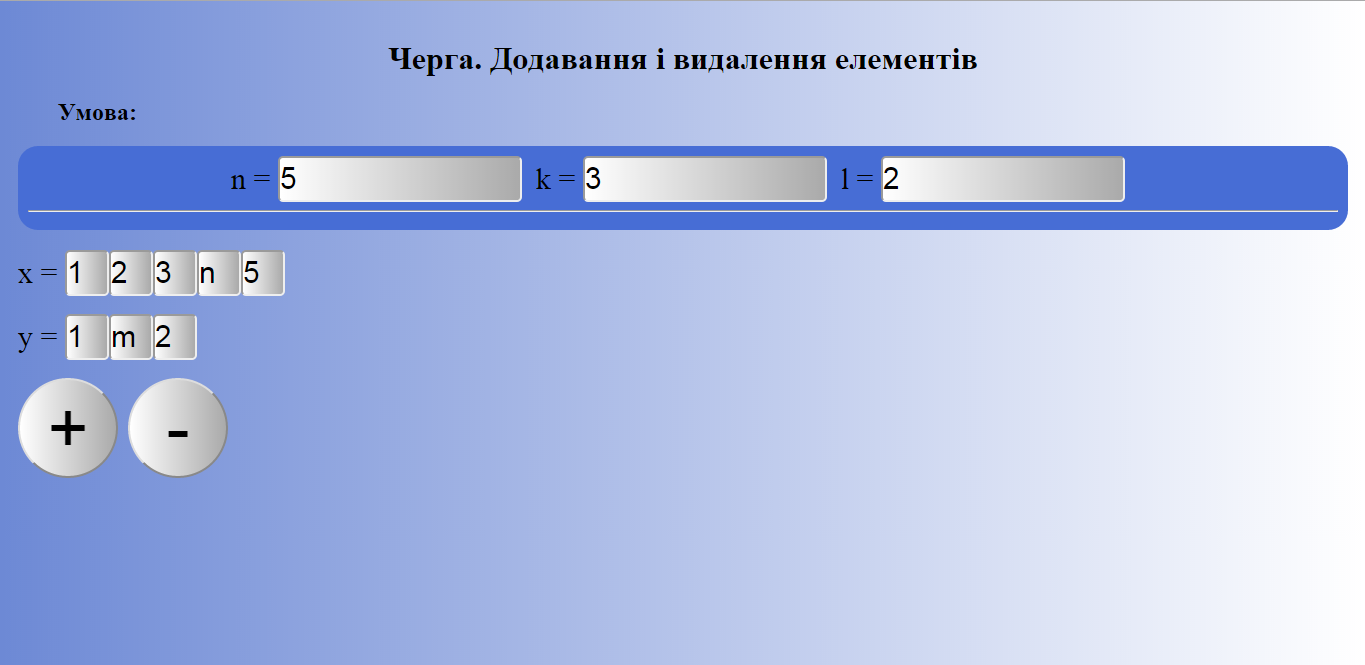 Черга. Додавання і видалення елементів
Умова:
n = 5 k = 3 l = 2
x = 1 2 3 n 5
y = 1 m 2
+ -